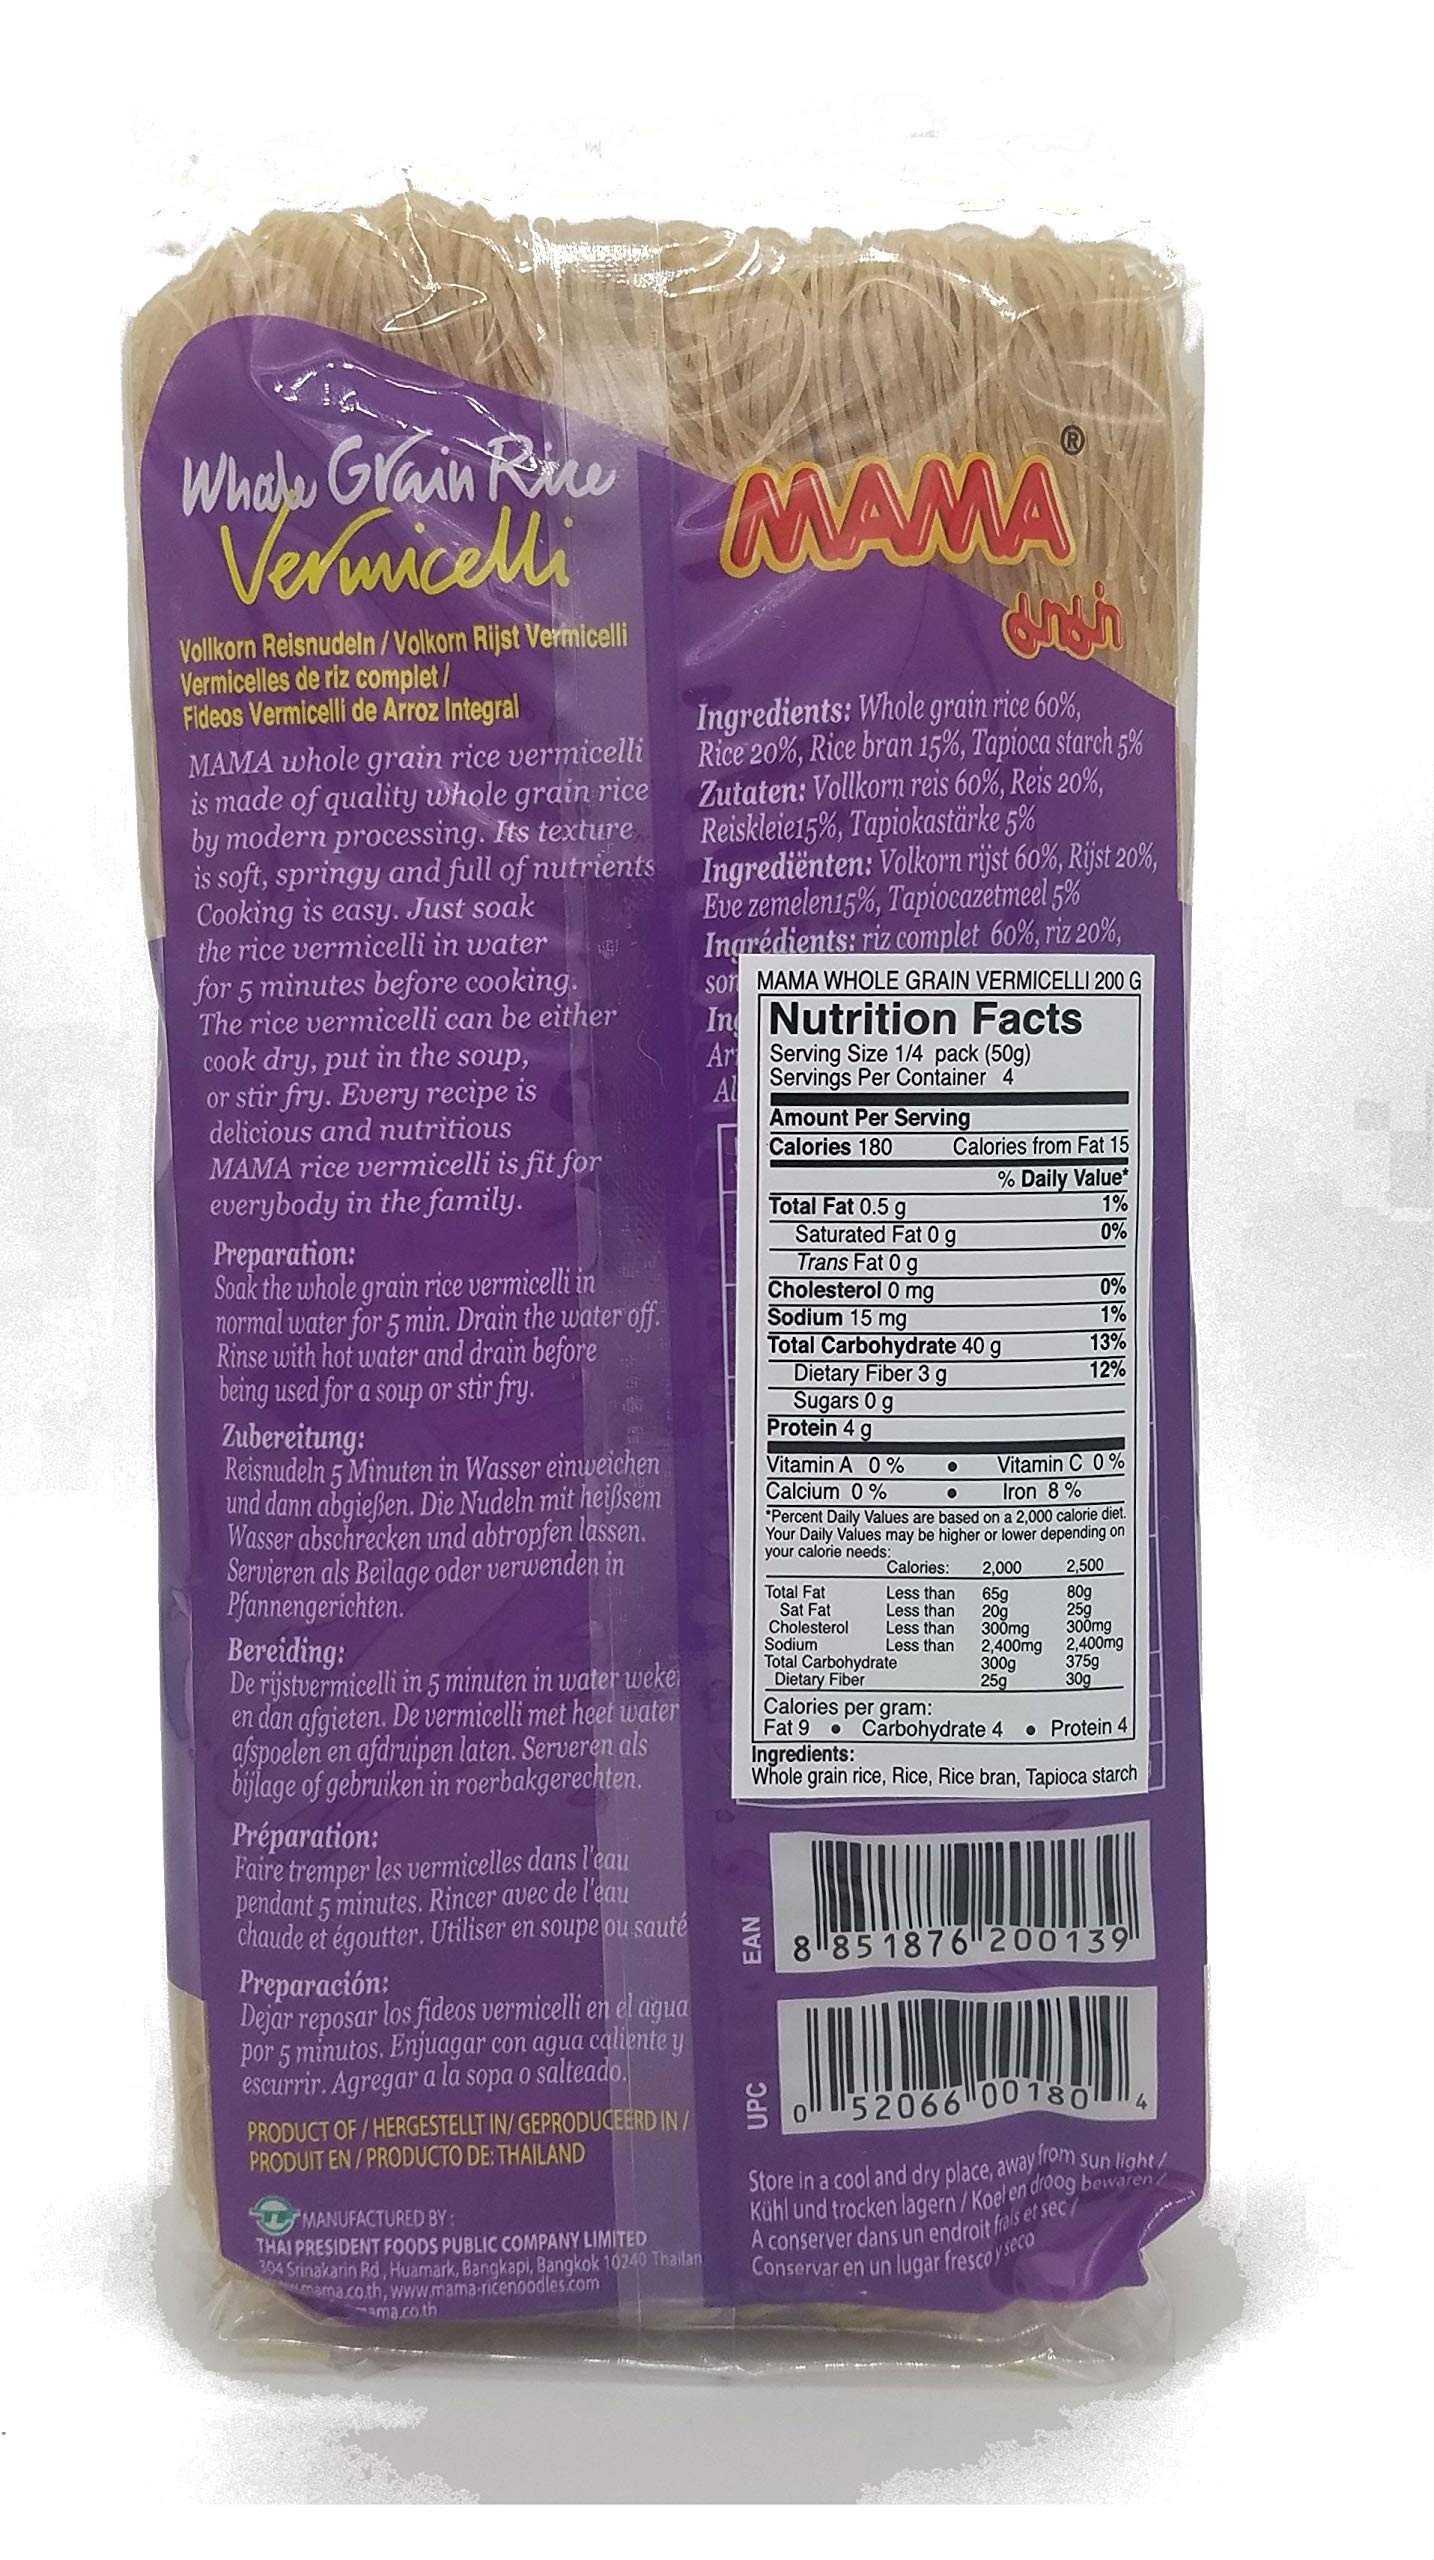 Whole Grain Rice
Vermicelli
Vollkorn Reisnudeln / Volkorn Rijst Vermicelli
Vermicelles de riz complet /
Fideos Vermicelli de Arroz Integral
MAMA whole grain rice vermicelli
is made of quality whole grain rice
by modern processing. Its texture
is soft, springy and full of nutrients
Cooking is easy. Just soak
the rice vermicelli in water
for 5 minutes before cooking.
The rice vermicelli can be either
cook dry, put in the soup,
or stir fry. Every recipe is
delicious and nutritious
MAMA rice vermicelli is fit for
everybody in the family.
Preparation:
Soak the whole grain rice vermicelli in
normal water for 5 min. Drain the water off.
Rinse with hot water and drain before
being used for a soup or stir fry.
Zubereitung:
Reisnudeln 5 Minuten in Wasser einweichen
und dann abgießen. Die Nudeln mit heißsem
Wasser abschrecken und abtropfen lassen.
Servieren als Beilage oder verwenden in
Pfannengerichten.
Bereiding:
De rijstvermicelli in 5 minuten in water weke
en dan afgieten. De vermicelli met heet water
afspoelen en afdruipen laten. Serveren als
bijlage of gebruiken in roerbakgerechten.
Préparation:
Faire tremper les vermicelles dans l'eau
pendant 5 minutes. Rincer avec de l'eau
chaude et égoutter. Utiliser en soupe ou sauté
Preparación:
Dejar reposar los fideos vermicelli en el agua
por 5 minutos. Enjuagar con agua caliente y
escurrir. Agregar a la sopa o salteado.
PRODUCT OF / HERGESTELLT IN/ GEPRODUCEERD IN /
PRODUIT EN / PRODUCTO DE: THAILAND
MANUFACTURED BY :
THAI PRESIDENT FOODS PUBLIC COMPANY LIMITED
304 Srinakarin Rd., Huamark, Bangkapi, Bangkok 10240 Thailan
mama.co.th, www.mama-ricenoodles.com
mama.co.th
MAMA®
มาม่า
Ingredients: Whole grain rice 60%,
Rice 20%, Rice bran 15%, Tapioca starch 5%
Zutaten: Vollkorn reis 60%, Reis 20%,
Reiskleie15%, Tapiokastärke 5%
Ingrediënten: Volkorn rijst 60%, Rijst 20%,
Eve zemelen15%, Tapiocazetmeel 5%
Ingrédients: riz complet 60%, riz 20%,
son
In
Ar
Al
MAMA WHOLE GRAIN VERMICELLI 200 G
Nutrition Facts
Serving Size 1/4 pack (50g)
Servings Per Container 4
Amount Per Serving
Calories 180 Calories from Fat 15
% Daily Value*
Total Fat 0.5 g 1%
Saturated Fat 0 g 0%
Trans Fat 0 g
Cholesterol 0 mg 0%
Sodium 15 mg 1%
Total Carbohydrate 40 g 13%
Dietary Fiber 3 g 12%
Sugars 0 g
Protein 4 g
Vitamin A 0 % • Vitamin C 0 %
Calcium 0 % • Iron 8 %
*Percent Daily Values are based on a 2,000 calorie diet.
Your Daily Values may be higher or lower depending on
your calorie needs:
Calories: 2,000 2,500
Total Fat Less than 65g 80g
Sat Fat Less than 20g 25g
Cholesterol Less than 300mg 300mg
Sodium Less than 2,400mg 2,400mg
Total Carbohydrate 300g 375g
Dietary Fiber 25g 30g
Calories per gram:
Fat 9 • Carbohydrate 4 • Protein 4
Ingredients:
Whole grain rice, Rice, Rice bran, Tapioca starch
EAN
8 851876 200139
UPC
0 52066 00180 4
Store in a cool and dry place, away from sun light /
Kühl und trocken lagern / Koel en droog bewaren /
A conserver dans un endroit frais et sec /
Conservar en un lugar fresco y seco